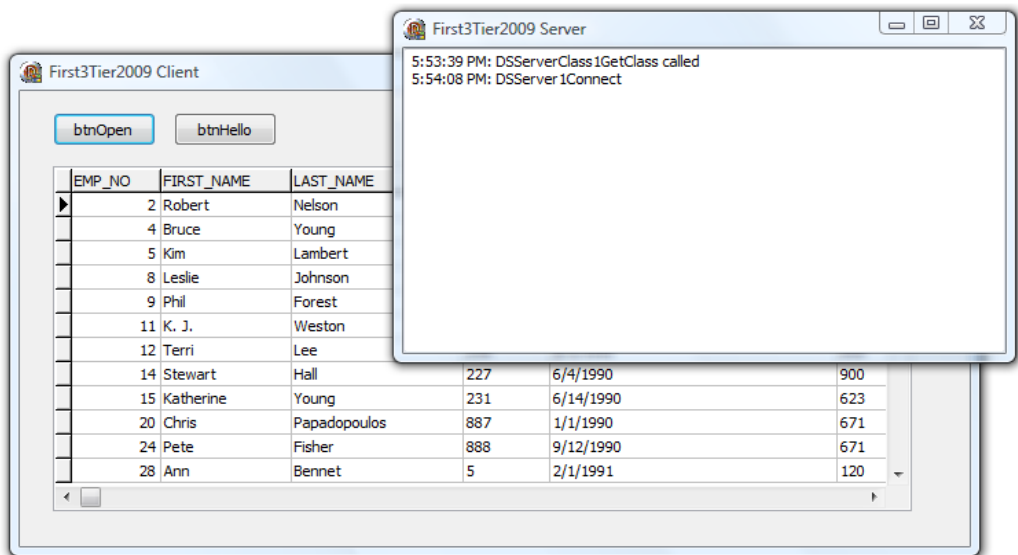 First3Tier2009 Server
5:53:39 PM: DSServerClass1GetClass called
5:54:08 PM: DSServer1Connect
First3Tier2009 Client
btnOpen btnHello
EMP_NO FIRST_NAME LAST_NAME
2 Robert Nelson
4 Bruce Young
5 Kim Lambert
8 Leslie Johnson
9 Phil Forest
11 K. J. Weston
12 Terri Lee
14 Stewart Hall 227 6/4/1990 900
15 Katherine Young 231 6/14/1990 623
20 Chris Papadopoulos 887 1/1/1990 671
24 Pete Fisher 888 9/12/1990 671
28 Ann Bennet 5 2/1/1991 120